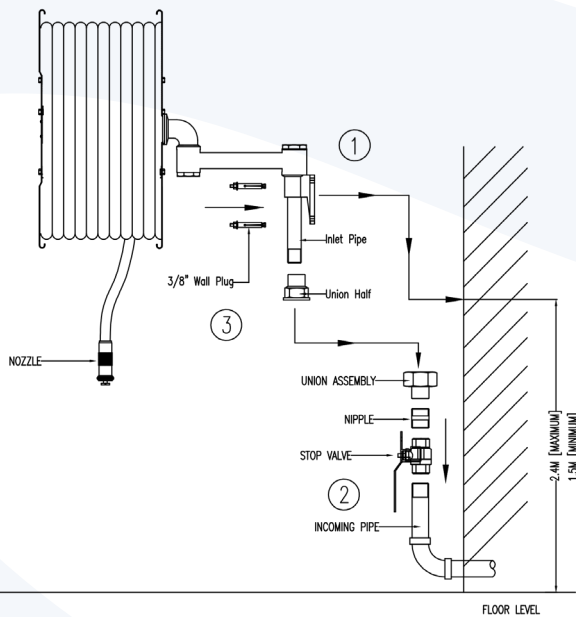 1
Inlet Pipe
3/8" Wall Plug
Union Half
3
NOZZLE
UNION ASSEMBLY
NIPPLE
STOP VALVE
2
INCOMING PIPE
2.4M [MAXIMUM]
1.5M [MINIMUM]
FLOOR LEVEL